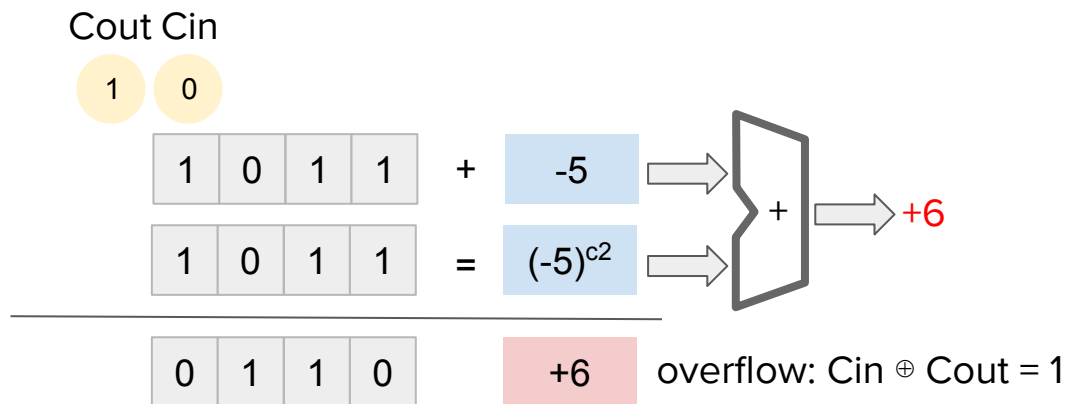 Cout Cin
1 0
1 0 1 1 + -5
+ +6
1 0 1 1 = (-5)ᶜ²
0 1 1 0 +6 overflow: Cin ⊕ Cout = 1